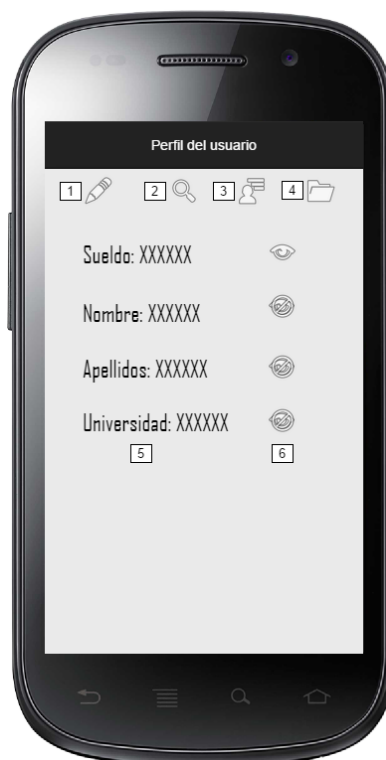 Perfil del usuario
1 2 3 4
Sueldo: XXXXXX
Nombre: XXXXXX
Apellidos: XXXXXX
Universidad: XXXXXX
5 6